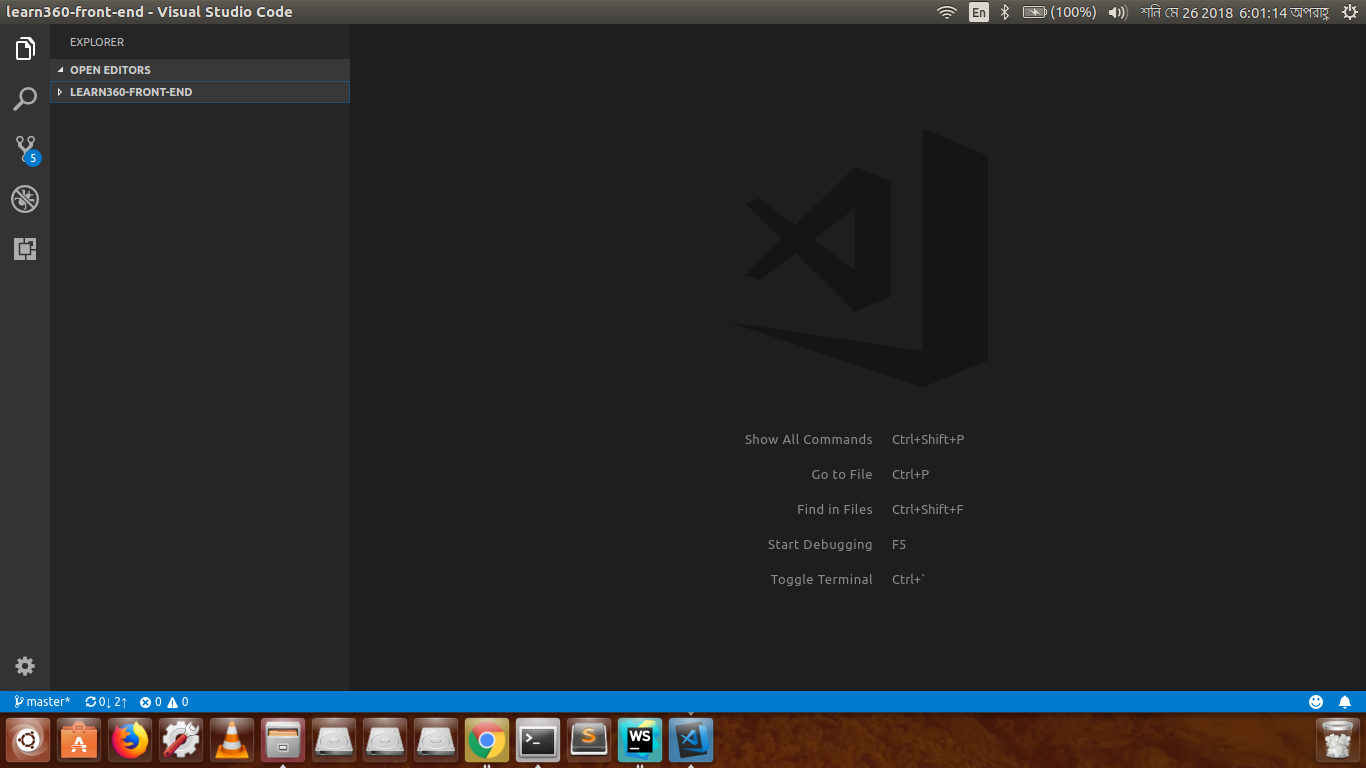 learn360-front-end - Visual Studio Code
En (100%) শনি মে 26 2018 6:01:14 অপরাহ্ণ
EXPLORER
OPEN EDITORS
LEARN360-FRONT-END
5
Show All Commands Ctrl+Shift+P
Go to File Ctrl+P
Find in Files Ctrl+Shift+F
Start Debugging F5
Toggle Terminal Ctrl+`
master* 0↓ 2↑ 0 0
WS